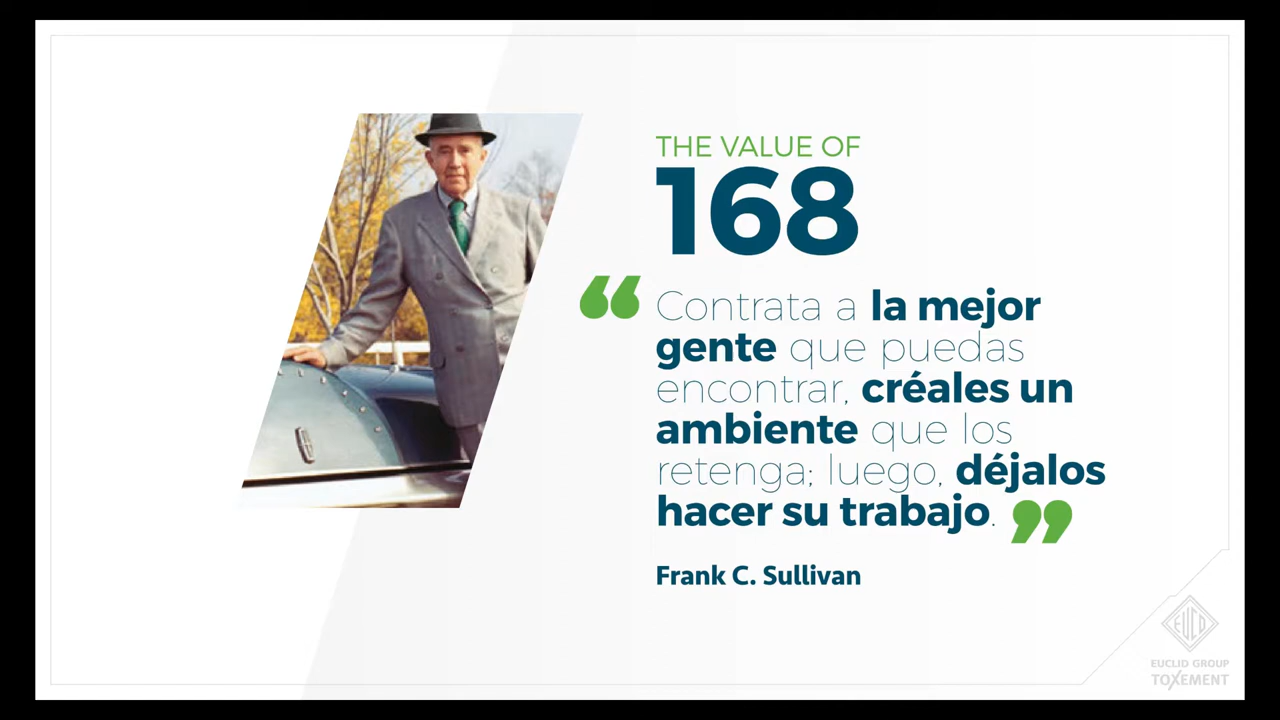 THE VALUE OF
168
“Contrata a la mejor
gente que puedas
encontrar, créales un
ambiente que los
retenga; luego, déjalos
hacer su trabajo.”
Frank C. Sullivan
EUCO
EUCLID GROUP
TOXEMENT